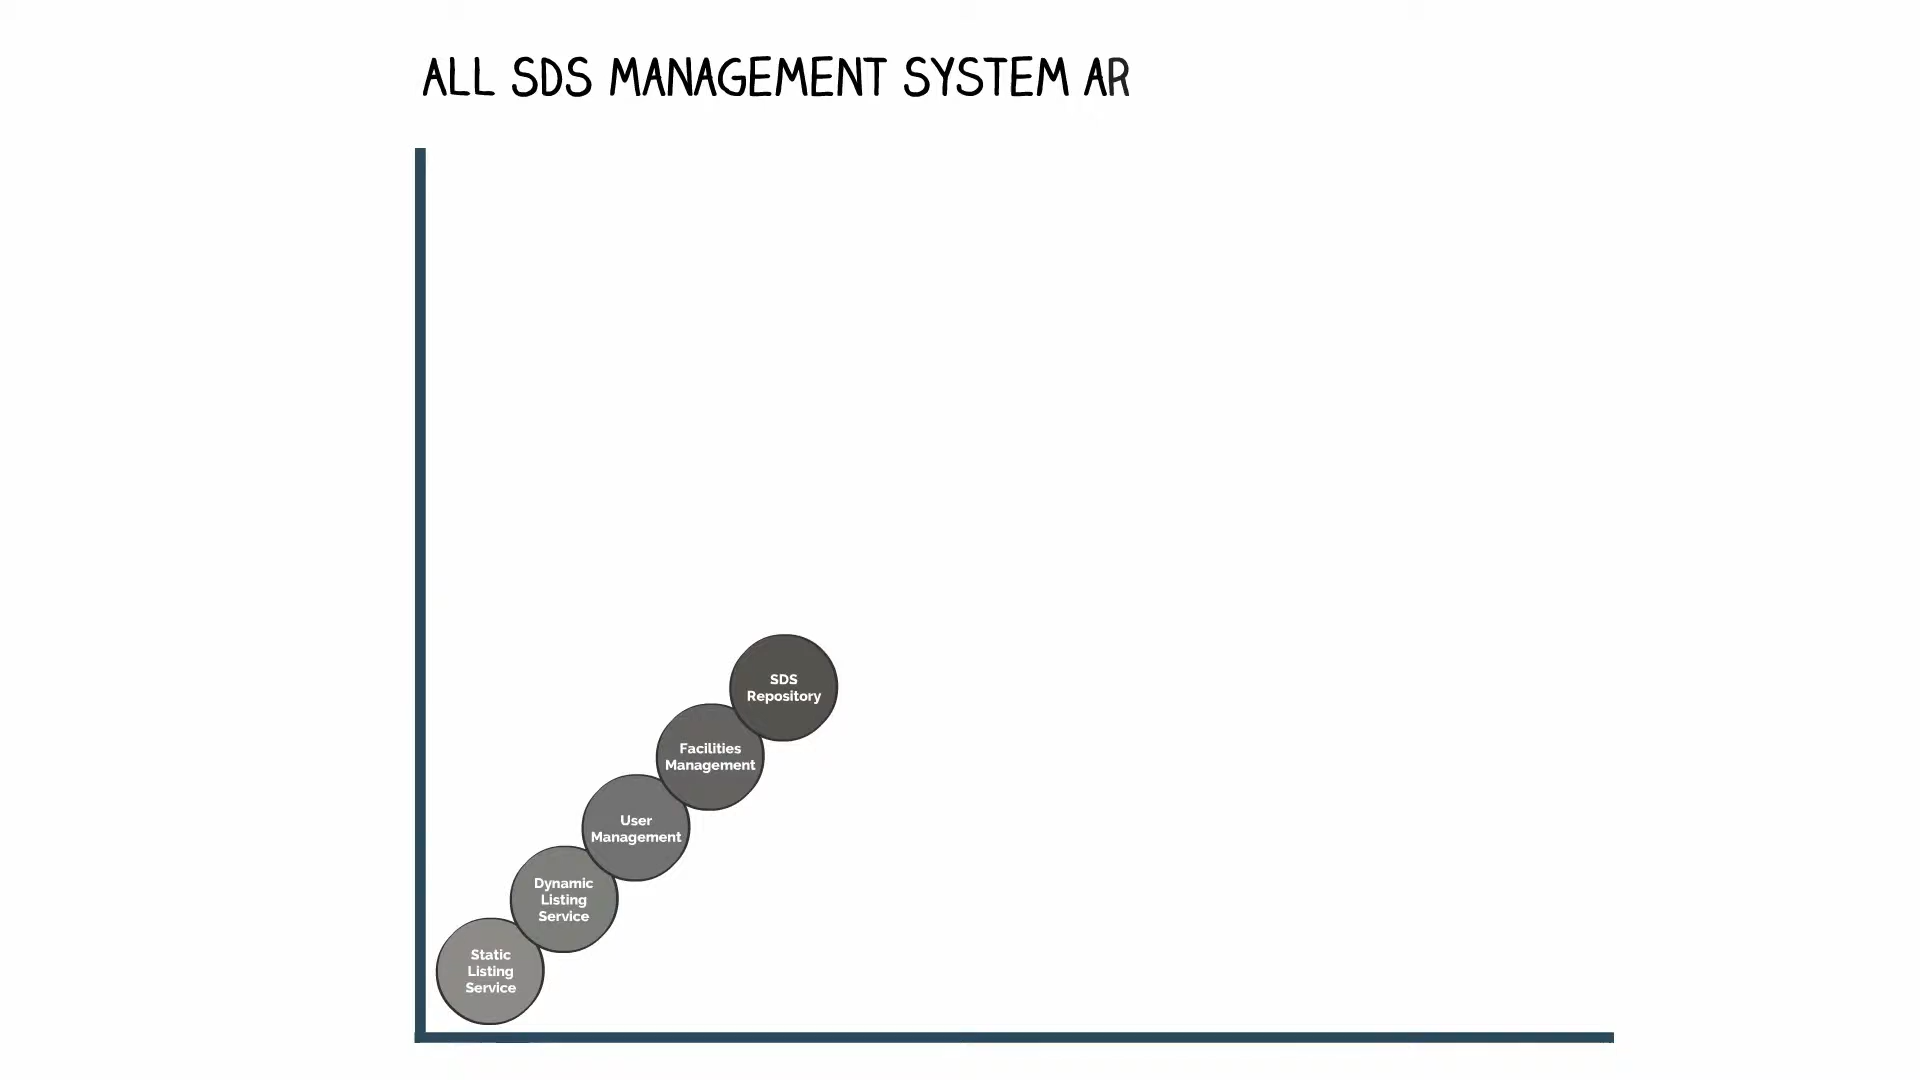 ALL SDS MANAGEMENT SYSTEM AR
SDS
Repository
Facilities
Management
User
Management
Dynamic
Listing
Service
Static
Listing
Service